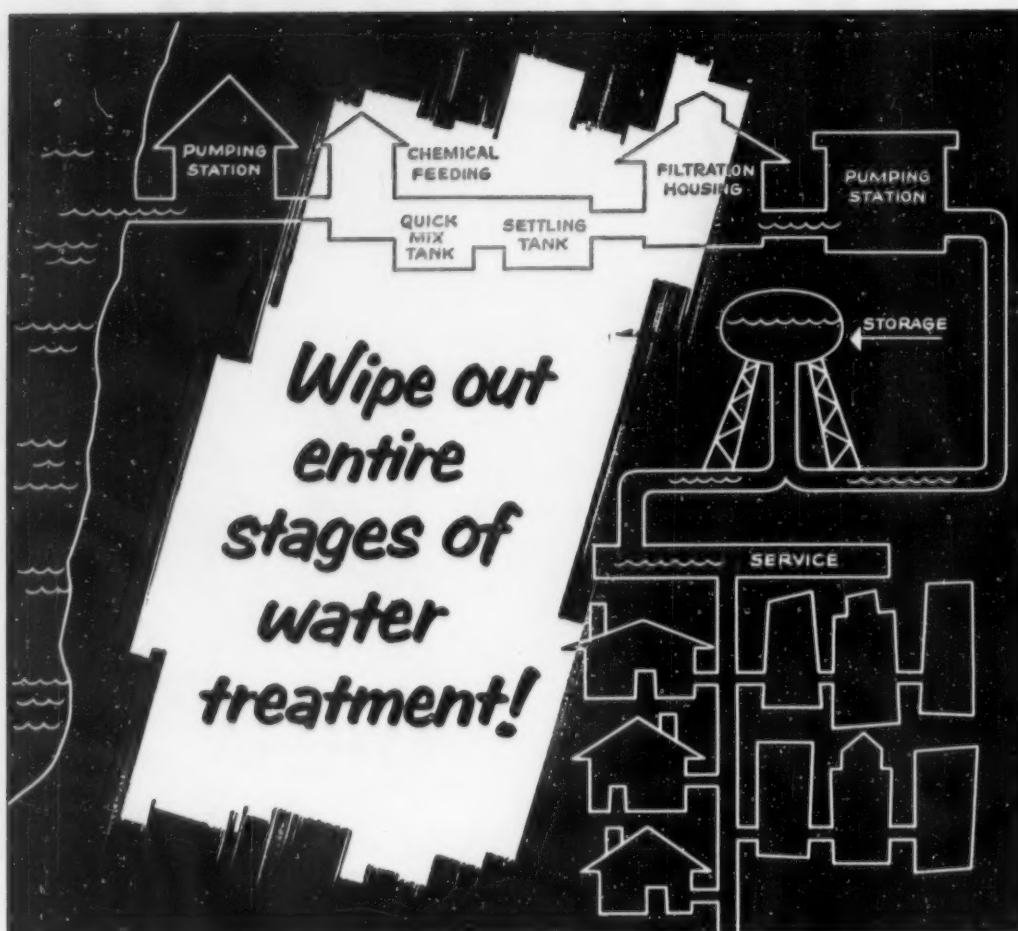 PUMPING
STATION
CHEMICAL
FEEDING
QUICK
MIX
TANK
SETTLING
TANK
FILTRATION
HOUSING
PUMPING
STATION
STORAGE
Wipe out
entire
stages of
water
treatment!
SERVICE